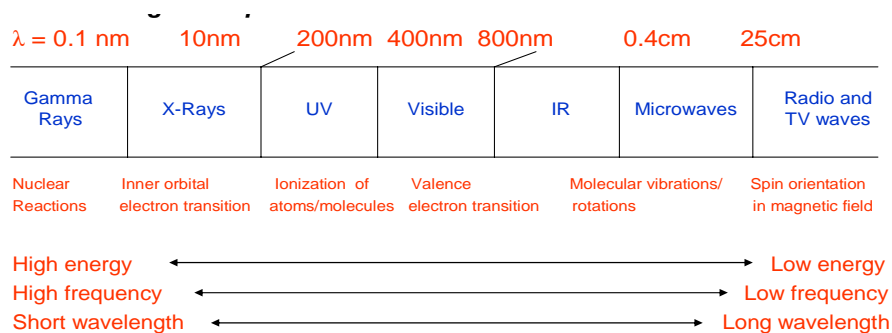 λ = 0.1 nm 10nm 200nm 400nm 800nm 0.4cm 25cm
Gamma Rays X-Rays UV Visible IR Microwaves Radio and TV waves
Nuclear Reactions
Inner orbital electron transition
Ionization of atoms/molecules
Valence electron transition
Molecular vibrations/ rotations
Spin orientation in magnetic field
High energy Low energy
High frequency Low frequency
Short wavelength Long wavelength